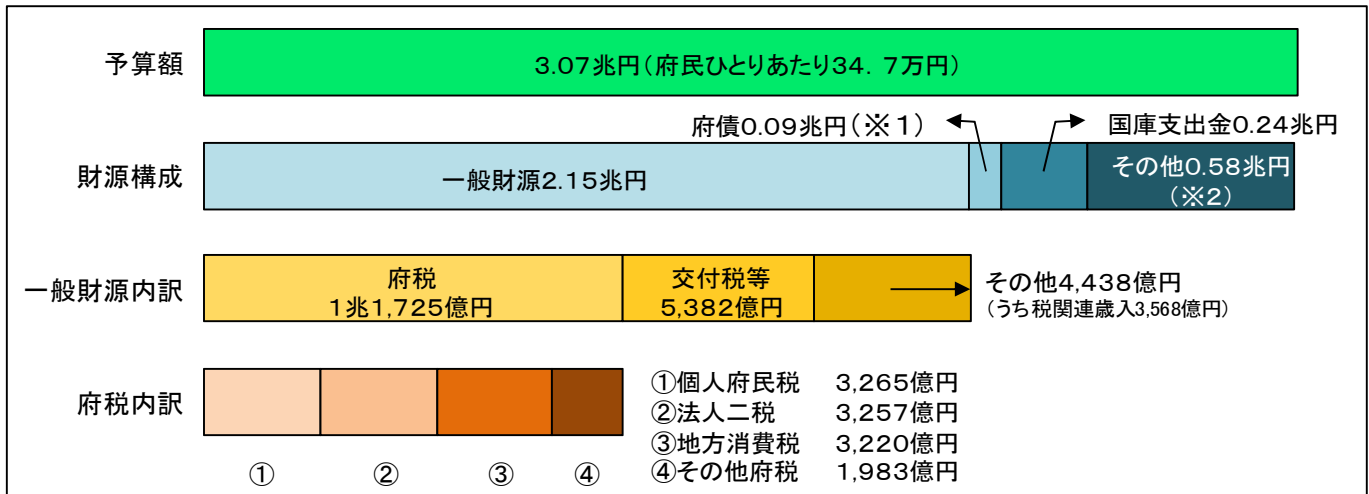 予算額
3.07兆円(府民ひとりあたり34.7万円)
府債0.09兆円(※1)
国庫支出金0.24兆円
財源構成
一般財源2.15兆円
その他0.58兆円
(※2)
一般財源内訳
府税
1兆1,725億円
交付税等
5,382億円
その他4,438億円
(うち税関連歳入3,568億円)
府税内訳
①個人府民税 3,265億円
②法人二税 3,257億円
③地方消費税 3,220億円
④その他府税 1,983億円
① ② ③ ④